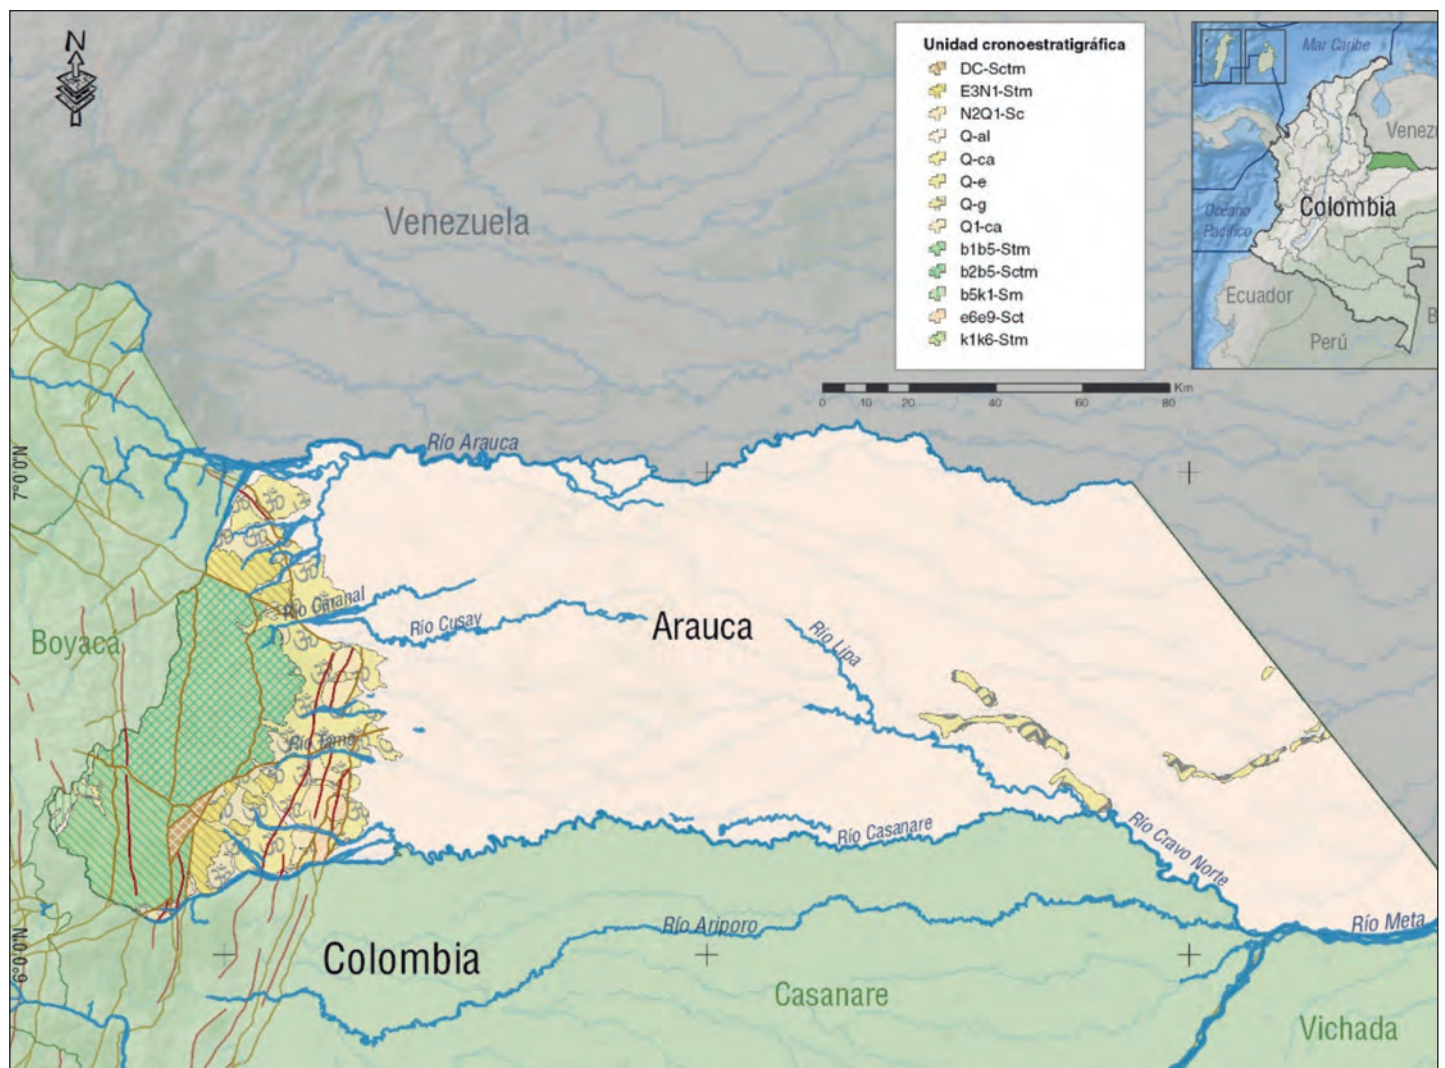 N
Venezuela
Unidad cronoestratigráfica
DC-Sctm
E3N1-Stm
N2Q1-Sc
Q-al
Q-ca
Q-e
Q-g
Q1-ca
b1b5-Stm
b2b5-Sctm
b5k1-Sm
e6e9-Sct
k1k6-Stm
Mar Caribe
Océano
Pacífico
Colombia
Ecuador
Perú
Km
0 10 20 40 60 80
Río Arauca
7°0'0"N
Río Caranal
Río Cusay
Arauca
Río Lipa
Boyacá
Río Tame
Río Casanare
Río Cravo Norte
Río Ariporo
Río Meta
6°0'0"N
Colombia
Casanare
Vichada